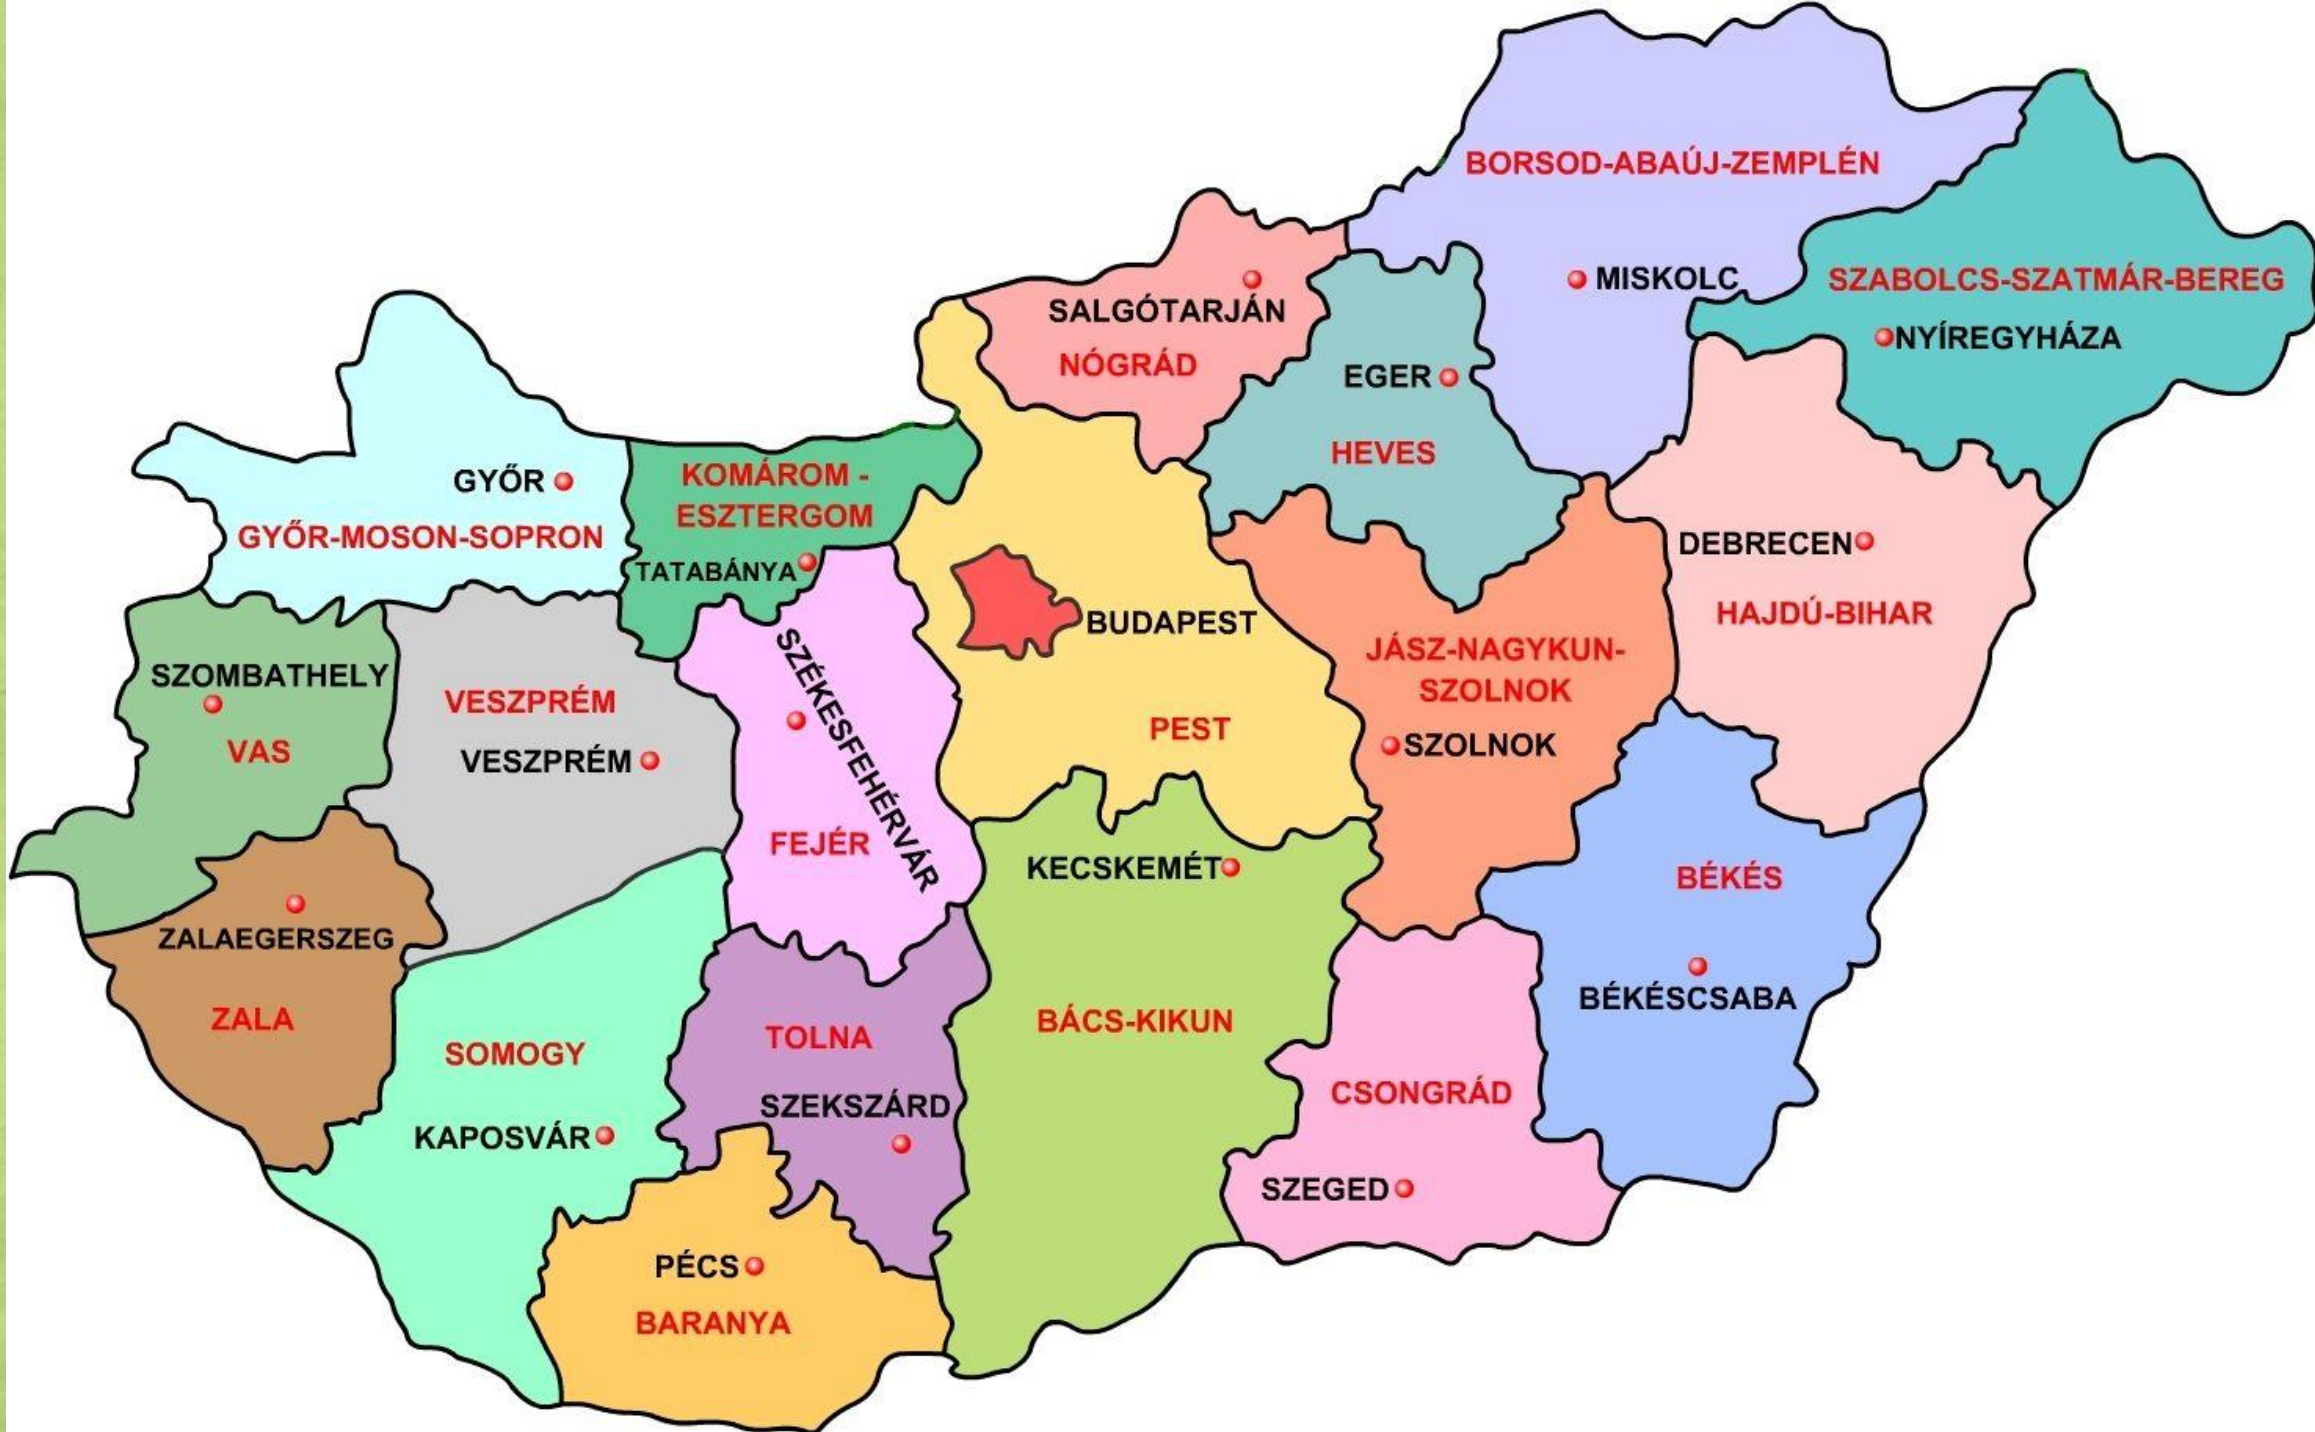 BORSOD-ABAÚJ-ZEMPLÉN
MISKOLC
SZABOLCS-SZATMÁR-BEREG
NYÍREGYHÁZA
SALGÓTARJÁN
NÓGRÁD
EGER
HEVES
GYŐR
GYŐR-MOSON-SOPRON
KOMÁROM -
ESZTERGOM
TATABÁNYA
DEBRECEN
HAJDÚ-BIHAR
BUDAPEST
PEST
JÁSZ-NAGYKUN-
SZOLNOK
SZOLNOK
SZOMBATHELY
VAS
VESZPRÉM
VESZPRÉM
SZÉKESFEHÉRVÁR
FEJÉR
KECSKEMÉT
BÁCS-KIKUN
BÉKÉS
BÉKÉSCSABA
ZALAEGERSZEG
ZALA
SOMOGY
KAPOSVÁR
TOLNA
SZEKSZÁRD
CSONGRÁD
SZEGED
PÉCS
BARANYA